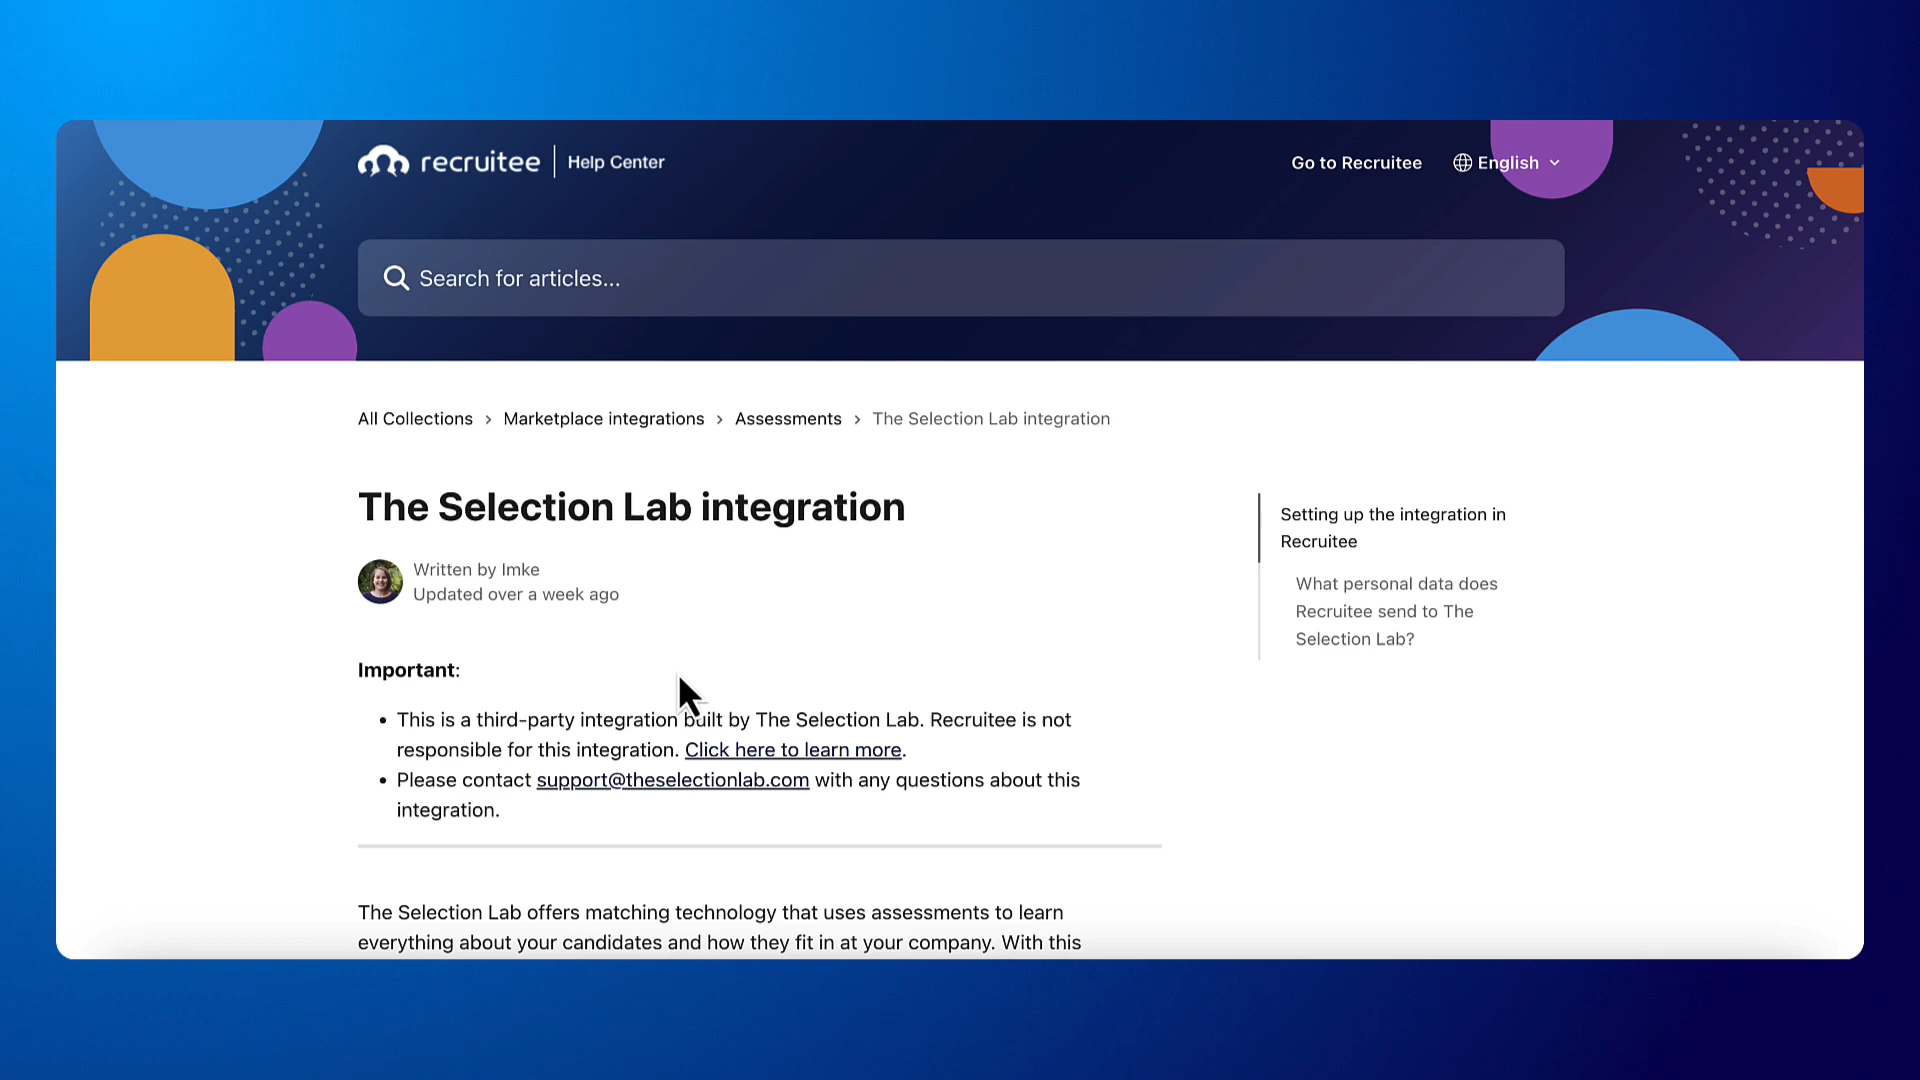 recruitee | Help Center
Go to Recruitee
English
Search for articles...
All Collections > Marketplace integrations > Assessments > The Selection Lab integration
The Selection Lab integration
Written by Imke
Updated over a week ago
Important:
• This is a third-party integration built by The Selection Lab. Recruitee is not
responsible for this integration. Click here to learn more.
• Please contact support@theselectionlab.com with any questions about this
integration.
The Selection Lab offers matching technology that uses assessments to learn
everything about your candidates and how they fit in at your company. With this
Setting up the integration in
Recruitee
What personal data does
Recruitee send to The
Selection Lab?